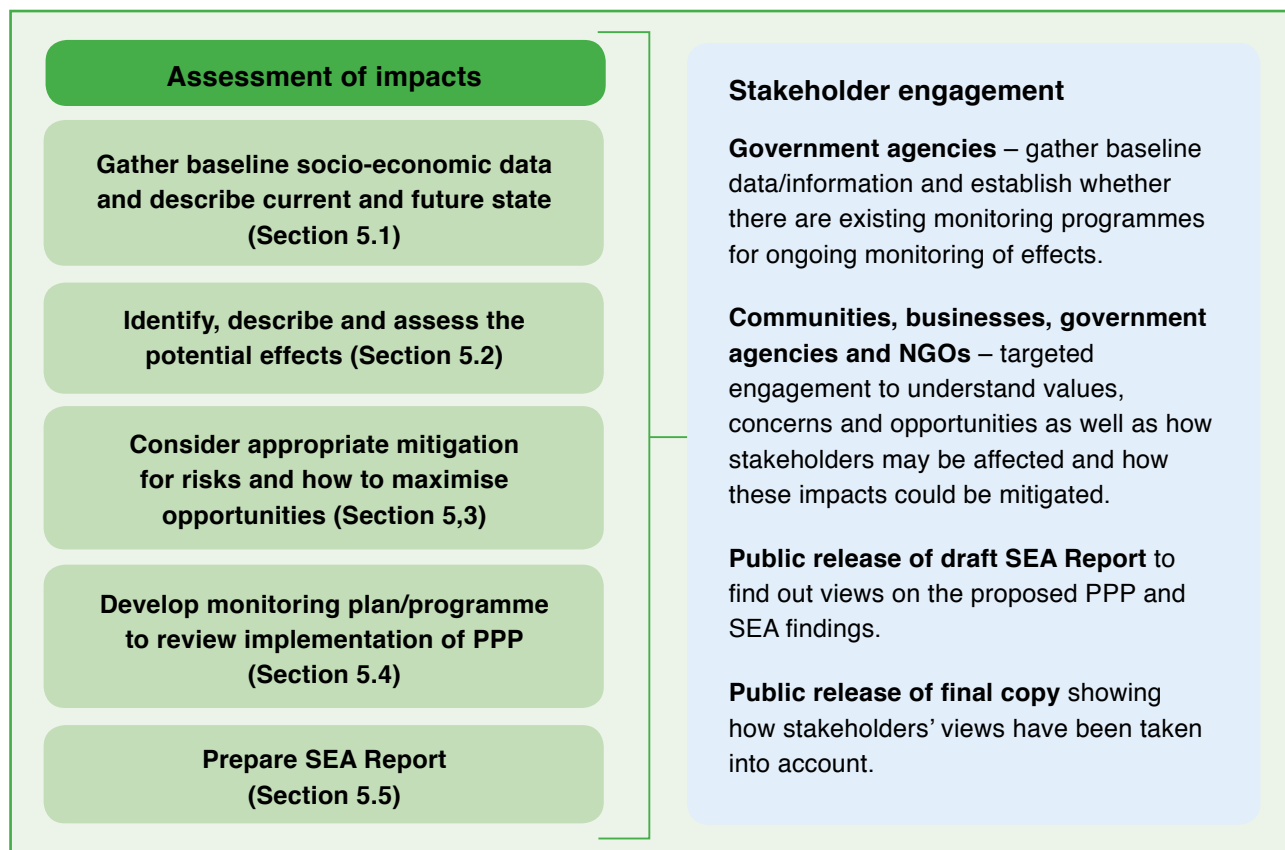 Assessment of impacts
Gather baseline socio-economic data
and describe current and future state
(Section 5.1)
Identify, describe and assess the
potential effects (Section 5.2)
Consider appropriate mitigation
for risks and how to maximise
opportunities (Section 5,3)
Develop monitoring plan/programme
to review implementation of PPP
(Section 5.4)
Prepare SEA Report
(Section 5.5)
Stakeholder engagement
Government agencies – gather baseline
data/information and establish whether
there are existing monitoring programmes
for ongoing monitoring of effects.
Communities, businesses, government
agencies and NGOs – targeted
engagement to understand values,
concerns and opportunities as well as how
stakeholders may be affected and how
these impacts could be mitigated.
Public release of draft SEA Report to
find out views on the proposed PPP and
SEA findings.
Public release of final copy showing
how stakeholders’ views have been taken
into account.